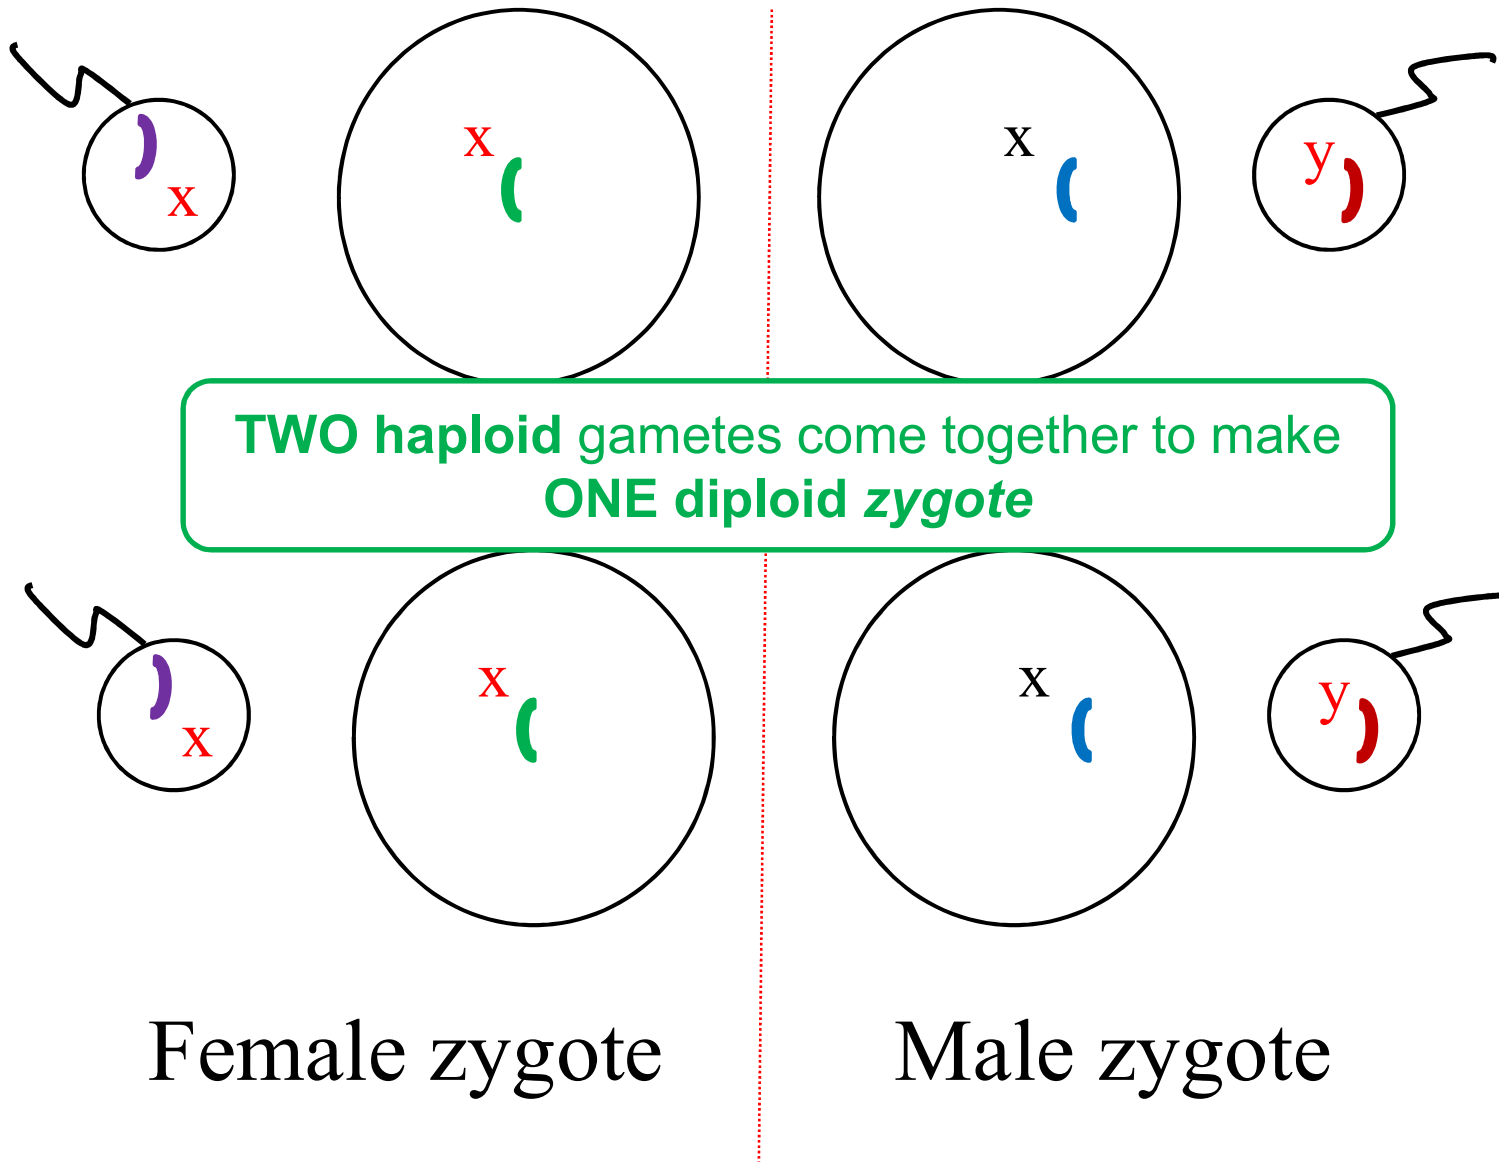 x x x y
TWO haploid gametes come together to make
ONE diploid zygote
x x x y
Female zygote
Male zygote